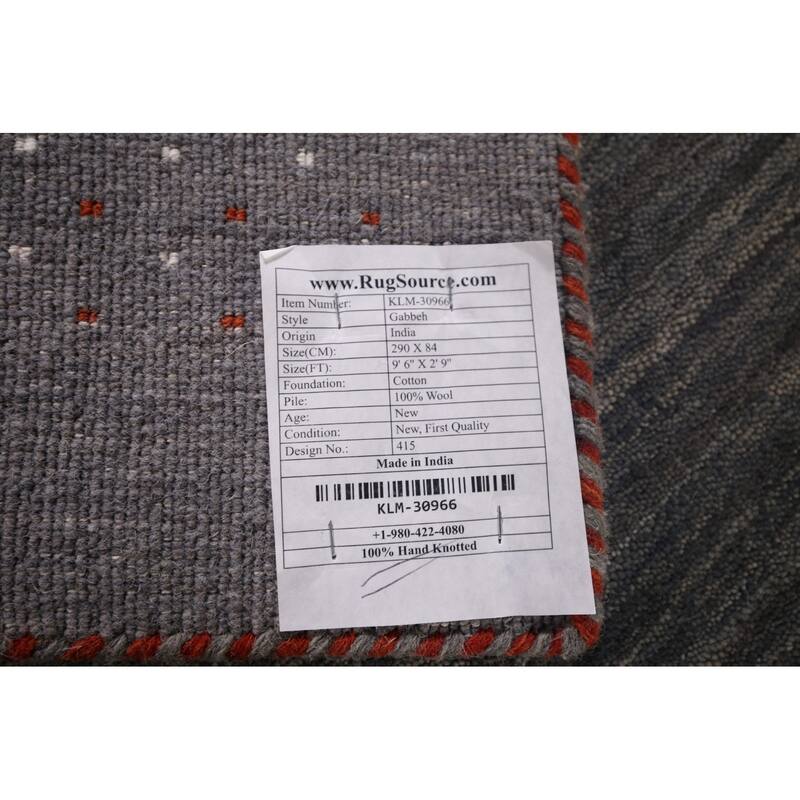 www.RugSource.com
Item Number: KLM-30966
Style Gabbeh
Origin India
Size(CM): 290 X 84
Size(FT): 9' 6" X 2' 9"
Foundation: Cotton
Pile: 100% Wool
Age: New
Condition: New, First Quality
Design No.: 415
Made in India
KLM-30966
+1-980-422-4080
100% Hand Knotted